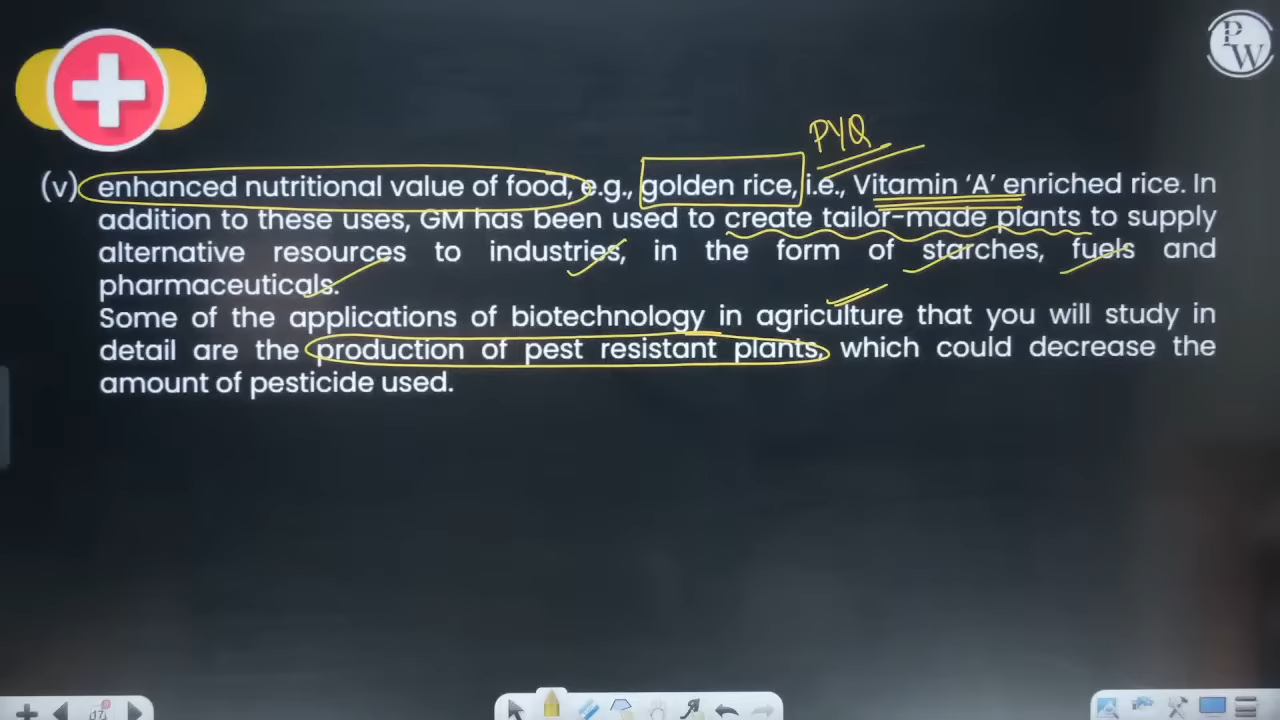 PW
PYQ
(v) enhanced nutritional value of food, e.g., golden rice, i.e., Vitamin ‘A’ enriched rice. In
addition to these uses, GM has been used to create tailor-made plants to supply
alternative resources to industries, in the form of starches, fuels and
pharmaceuticals.
Some of the applications of biotechnology in agriculture that you will study in
detail are the production of pest resistant plants, which could decrease the
amount of pesticide used.